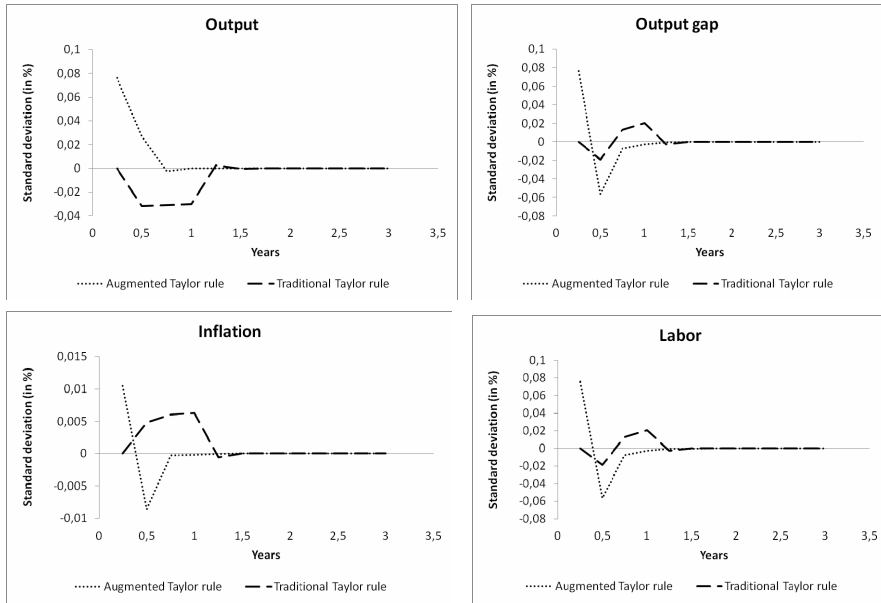 Output
Standard deviation (in %)
0,1
0,08
0,06
0,04
0,02
0
-0,02
-0,04
0 0,5 1 1,5 2 2,5 3 3,5
Years
Augmented Taylor rule Traditional Taylor rule
Output gap
Standard deviation (in %)
0,1
0,08
0,06
0,04
0,02
0
-0,02
-0,04
-0,06
-0,08
0 0,5 1 1,5 2 2,5 3 3,5
Years
Augmented Taylor rule Traditional Taylor rule
Inflation
Standard deviation (in %)
0,015
0,01
0,005
0
-0,005
-0,01
0 0,5 1 1,5 2 2,5 3 3,5
Years
Augmented Taylor rule Traditional Taylor rule
Labor
Standard deviation (in %)
0,1
0,08
0,06
0,04
0,02
0
-0,02
-0,04
-0,06
-0,08
0 0,5 1 1,5 2 2,5 3 3,5
Years
Augmented Taylor rule Traditional Taylor rule